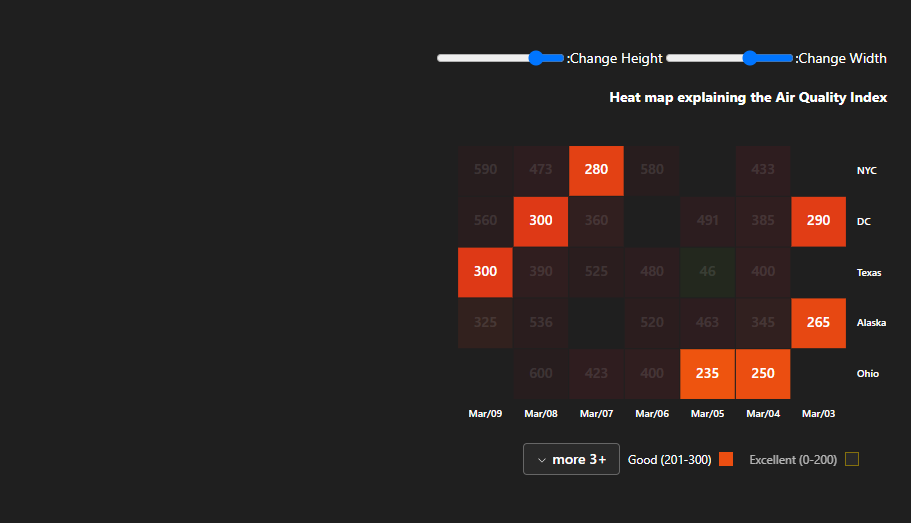 :Change Height :Change Width
Heat map explaining the Air Quality Index
590 473 280 580 433 NYC
560 300 360 491 385 290 DC
300 390 525 480 46 400 Texas
325 536 520 463 345 265 Alaska
600 423 400 235 250 Ohio
Mar/09 Mar/08 Mar/07 Mar/06 Mar/05 Mar/04 Mar/03
more 3+ Good (201-300) Excellent (0-200)